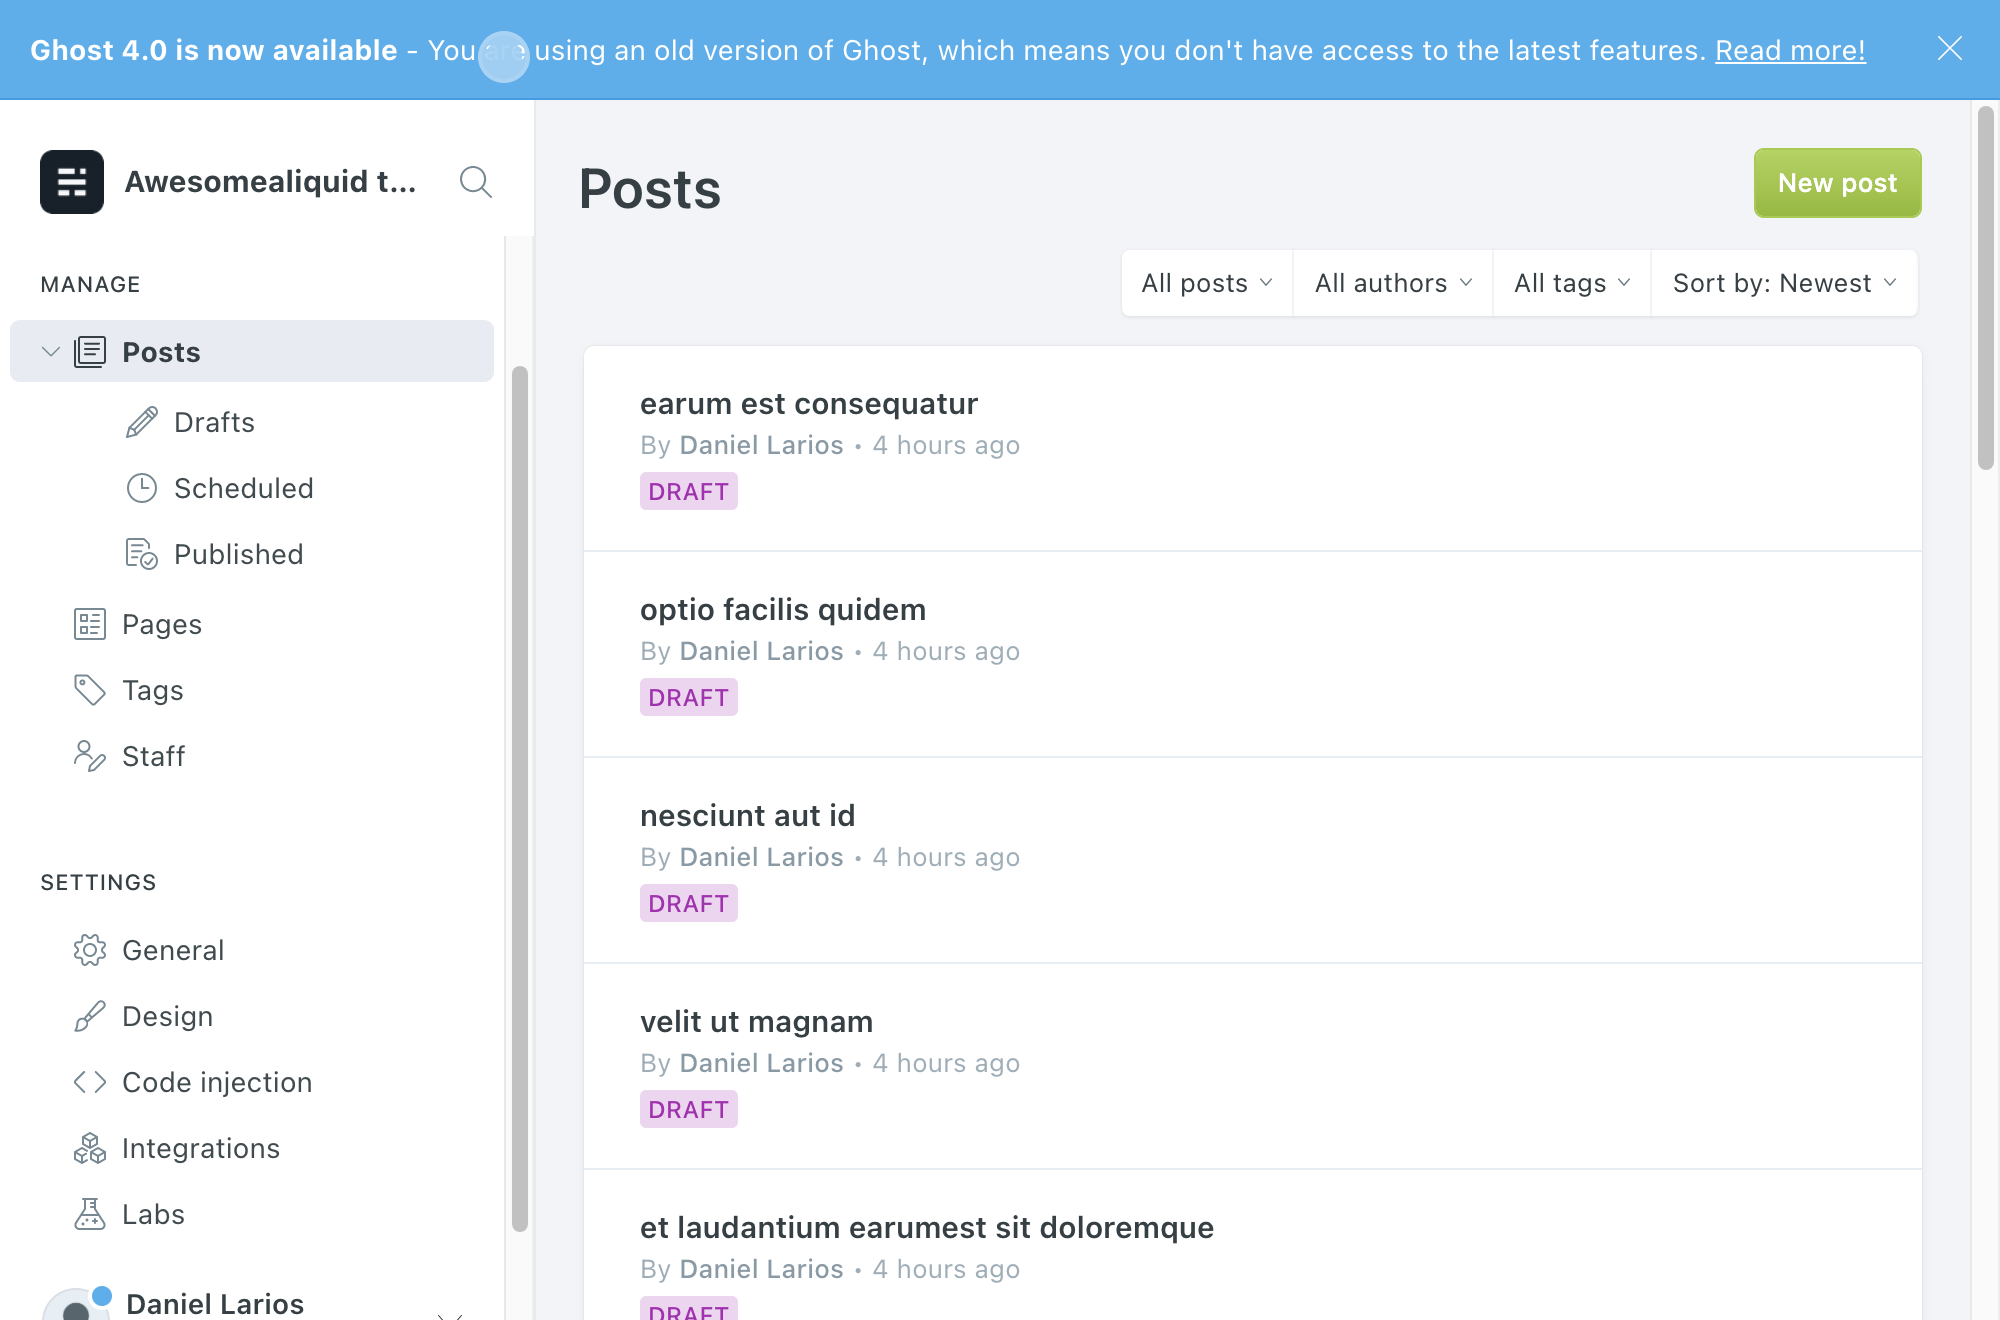 Ghost 4.0 is now available - You are using an old version of Ghost, which means you don't have access to the latest features. Read more!
Awesomealiquid t...
MANAGE
Posts
Drafts
Scheduled
Published
Pages
Tags
Staff
SETTINGS
General
Design
Code injection
Integrations
Labs
Daniel Larios
Posts
New post
All posts
All authors
All tags
Sort by: Newest
earum est consequatur
By Daniel Larios • 4 hours ago
DRAFT
optio facilis quidem
By Daniel Larios • 4 hours ago
DRAFT
nesciunt aut id
By Daniel Larios • 4 hours ago
DRAFT
velit ut magnam
By Daniel Larios • 4 hours ago
DRAFT
et laudantium earumest sit doloremque
By Daniel Larios • 4 hours ago
DRAFT